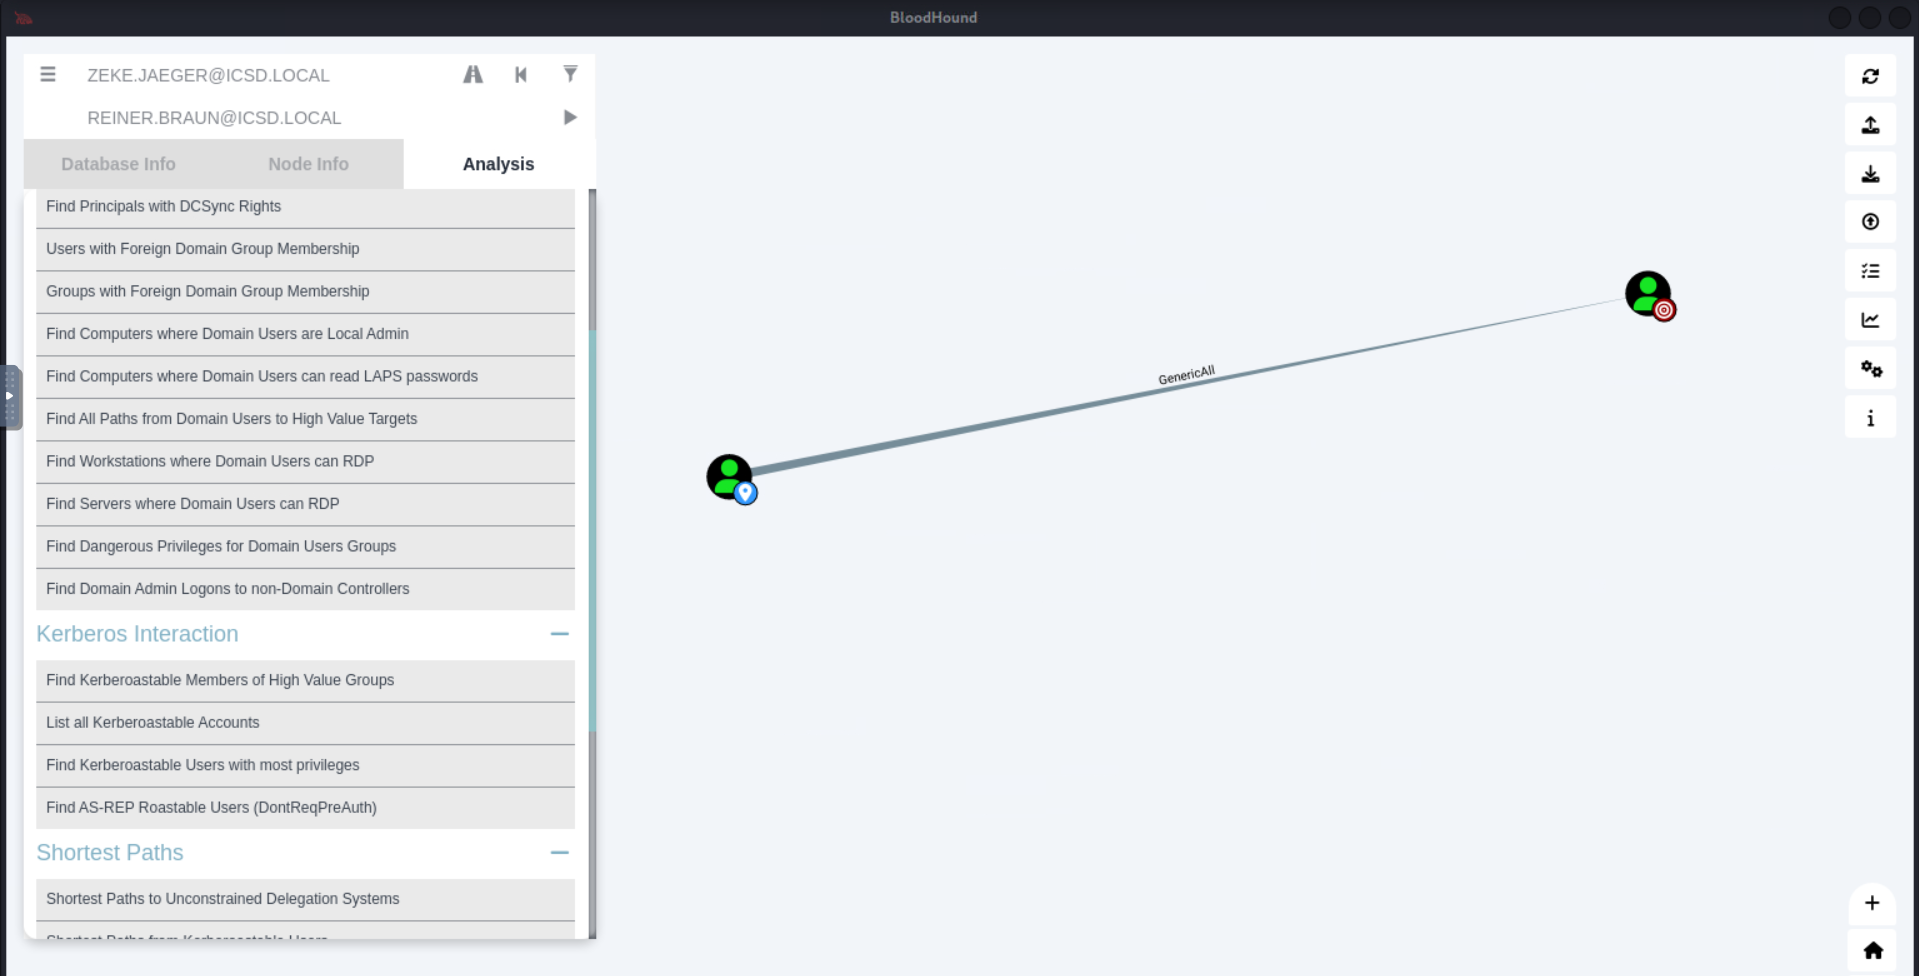 BloodHound
ZEKE.JAEGER@ICSD.LOCAL
REINER.BRAUN@ICSD.LOCAL
Database Info
Node Info
Analysis
Find Principals with DCSync Rights
Users with Foreign Domain Group Membership
Groups with Foreign Domain Group Membership
Find Computers where Domain Users are Local Admin
Find Computers where Domain Users can read LAPS passwords
Find All Paths from Domain Users to High Value Targets
Find Workstations where Domain Users can RDP
Find Servers where Domain Users can RDP
Find Dangerous Privileges for Domain Users Groups
Find Domain Admin Logons to non-Domain Controllers
Kerberos Interaction
Find Kerberoastable Members of High Value Groups
List all Kerberoastable Accounts
Find Kerberoastable Users with most privileges
Find AS-REP Roastable Users (DontReqPreAuth)
Shortest Paths
Shortest Paths to Unconstrained Delegation Systems
Shortest Paths from Kerberoastable Users
GenericAll